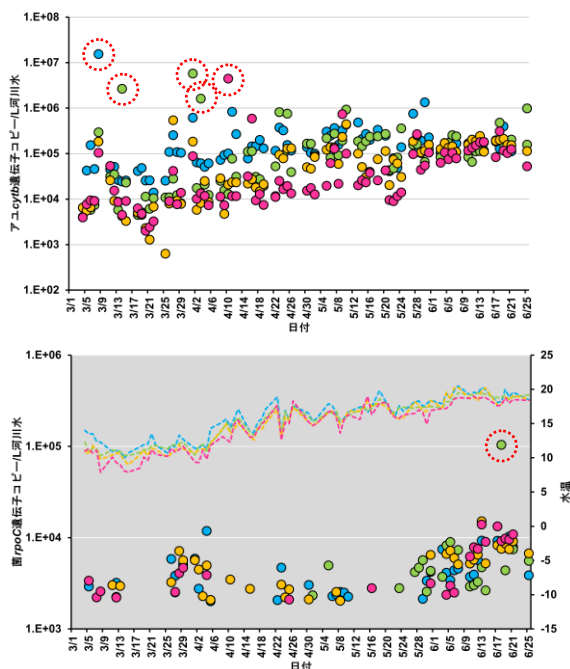 1.E+08
1.E+07
1.E+06
1.E+05
1.E+04
1.E+03
1.E+02
アユcytb遺伝子コピー/L河川水
3/1 3/5 3/9 3/13 3/17 3/21 3/25 3/29 4/2 4/6 4/10 4/14 4/18 4/22 4/26 4/30 5/4 5/8 5/12 5/16 5/20 5/24 5/28 6/1 6/5 6/9 6/13 6/17 6/21 6/25
日付
1.E+06
1.E+05
1.E+04
1.E+03
菌rpoC遺伝子コピー/L河川水
25
20
15
10
5
0
-5
-10
-15
水温
3/1 3/5 3/9 3/13 3/17 3/21 3/25 3/29 4/2 4/6 4/10 4/14 4/18 4/22 4/26 4/30 5/4 5/8 5/12 5/16 5/20 5/24 5/28 6/1 6/5 6/9 6/13 6/17 6/21 6/25
日付